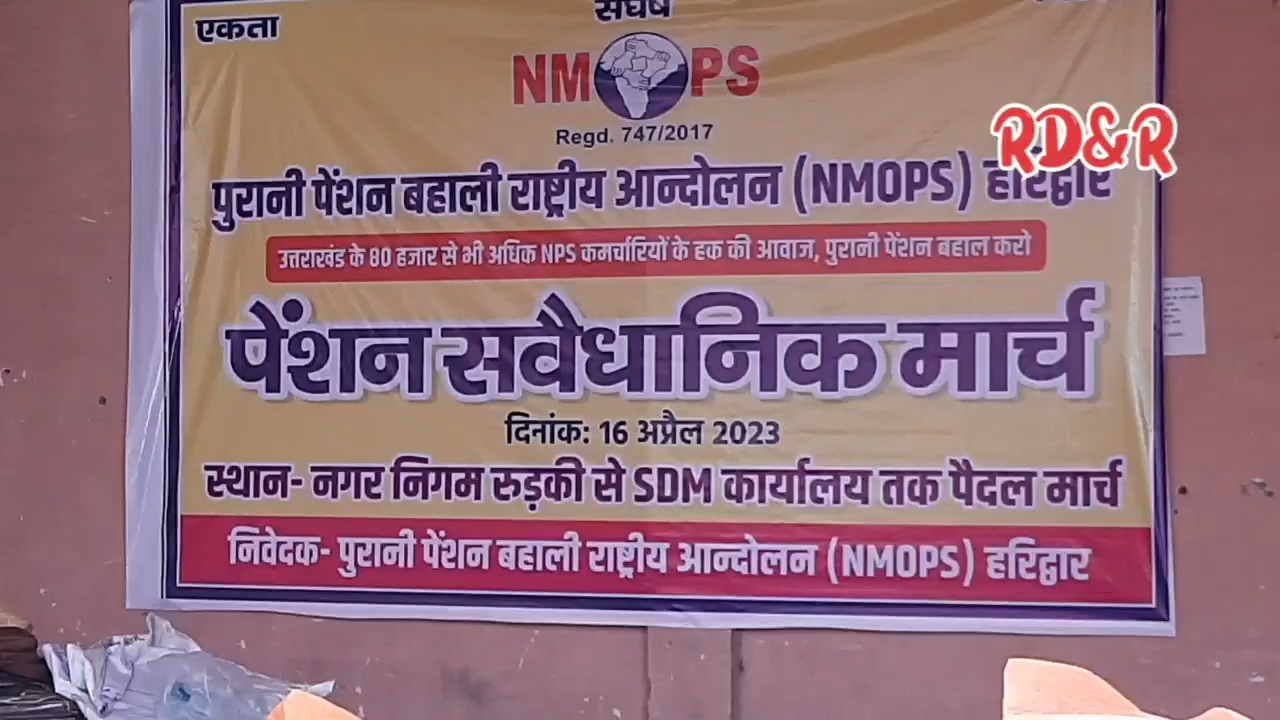 एकता
संघर्ष
NMOPS
Regd. 747/2017
RD&R
पुरानी पेंशन बहाली राष्ट्रीय आन्दोलन (NMOPS) हरिद्वार
उत्तराखंड के 80 हजार से भी अधिक NPS कमर्चारियों के हक की आवाज, पुरानी पेंशन बहाल करो
पेंशन सवैधानिक मार्च
दिनांक: 16 अप्रैल 2023
स्थान- नगर निगम रुड़की से SDM कार्यालय तक पैदल मार्च
निवेदक- पुरानी पेंशन बहाली राष्ट्रीय आन्दोलन (NMOPS) हरिद्वार